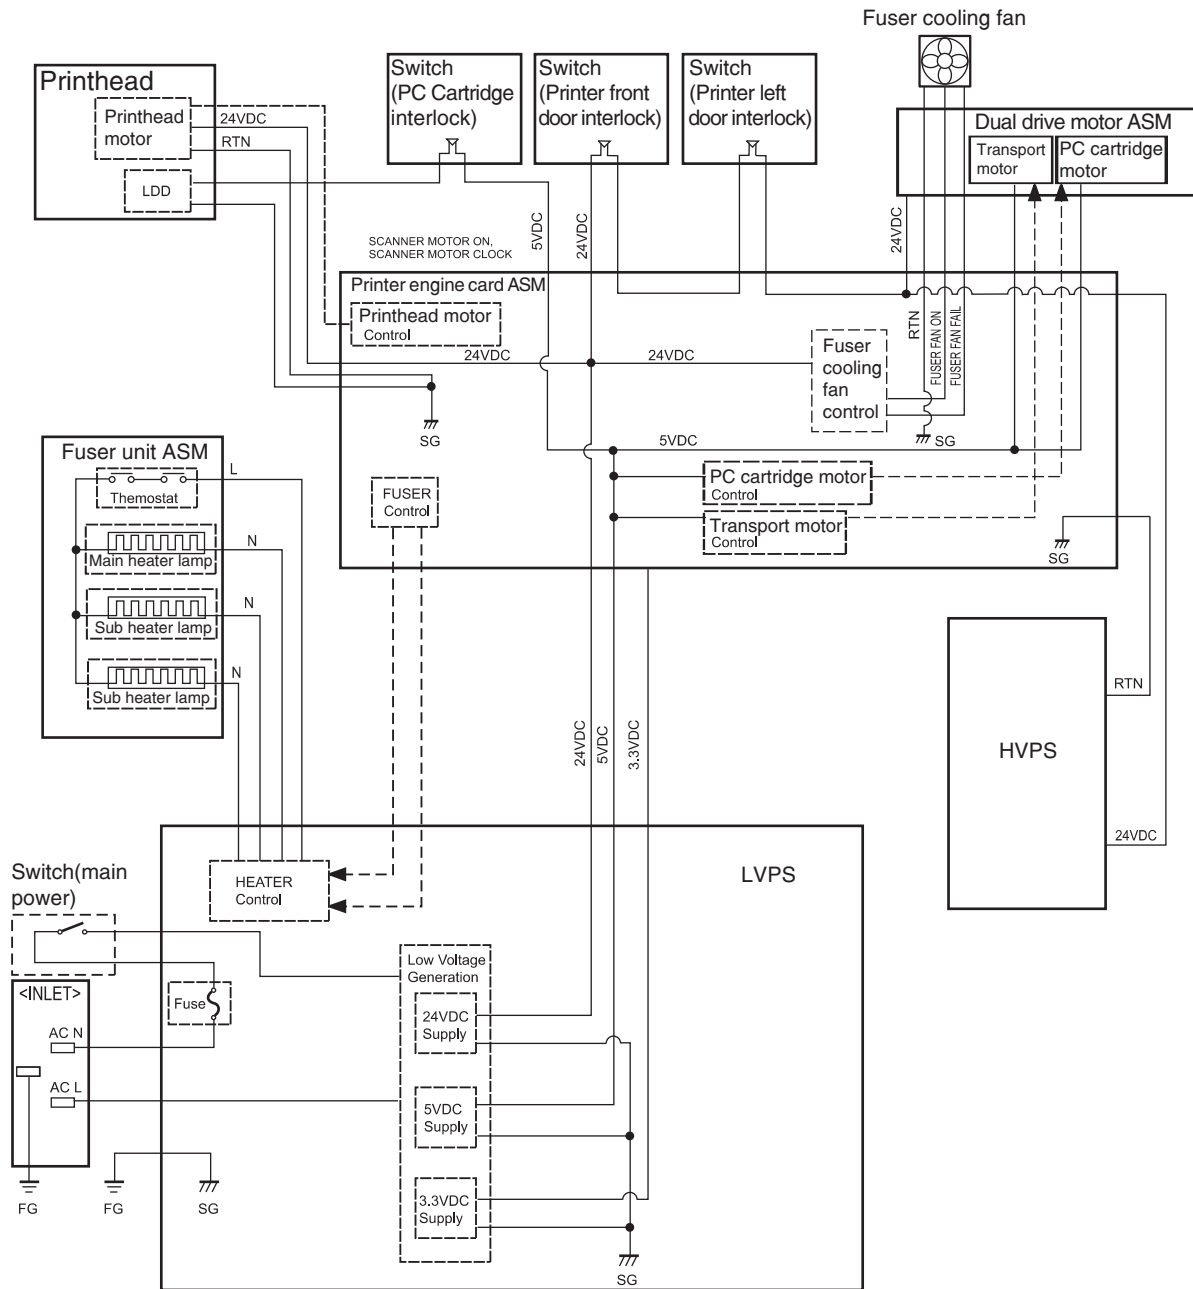 Fuser cooling fan
Printhead
Printhead
motor
24VDC
RTN
LDD
Switch
(PC Cartridge
interlock)
Switch
(Printer front
door interlock)
Switch
(Printer left
door interlock)
Dual drive motor ASM
Transport
motor
PC cartridge
motor
SCANNER MOTOR ON,
SCANNER MOTOR CLOCK
5VDC
24VDC
24VDC
Printer engine card ASM
Printhead motor
Control
24VDC
24VDC
Fuser
cooling
fan
control
RTN
FUSER FAN ON
FUSER FAN FAIL
SG
SG
5VDC
Fuser unit ASM
L
Themostat
N
Main heater lamp
N
Sub heater lamp
N
Sub heater lamp
FUSER
Control
PC cartridge motor
Control
Transport motor
Control
SG
RTN
HVPS
24VDC
24VDC
5VDC
3.3VDC
LVPS
HEATER
Control
Switch(main
power)
<INLET>
AC N
AC L
Fuse
Low Voltage
Generation
24VDC
Supply
5VDC
Supply
3.3VDC
Supply
FG
FG
SG
SG